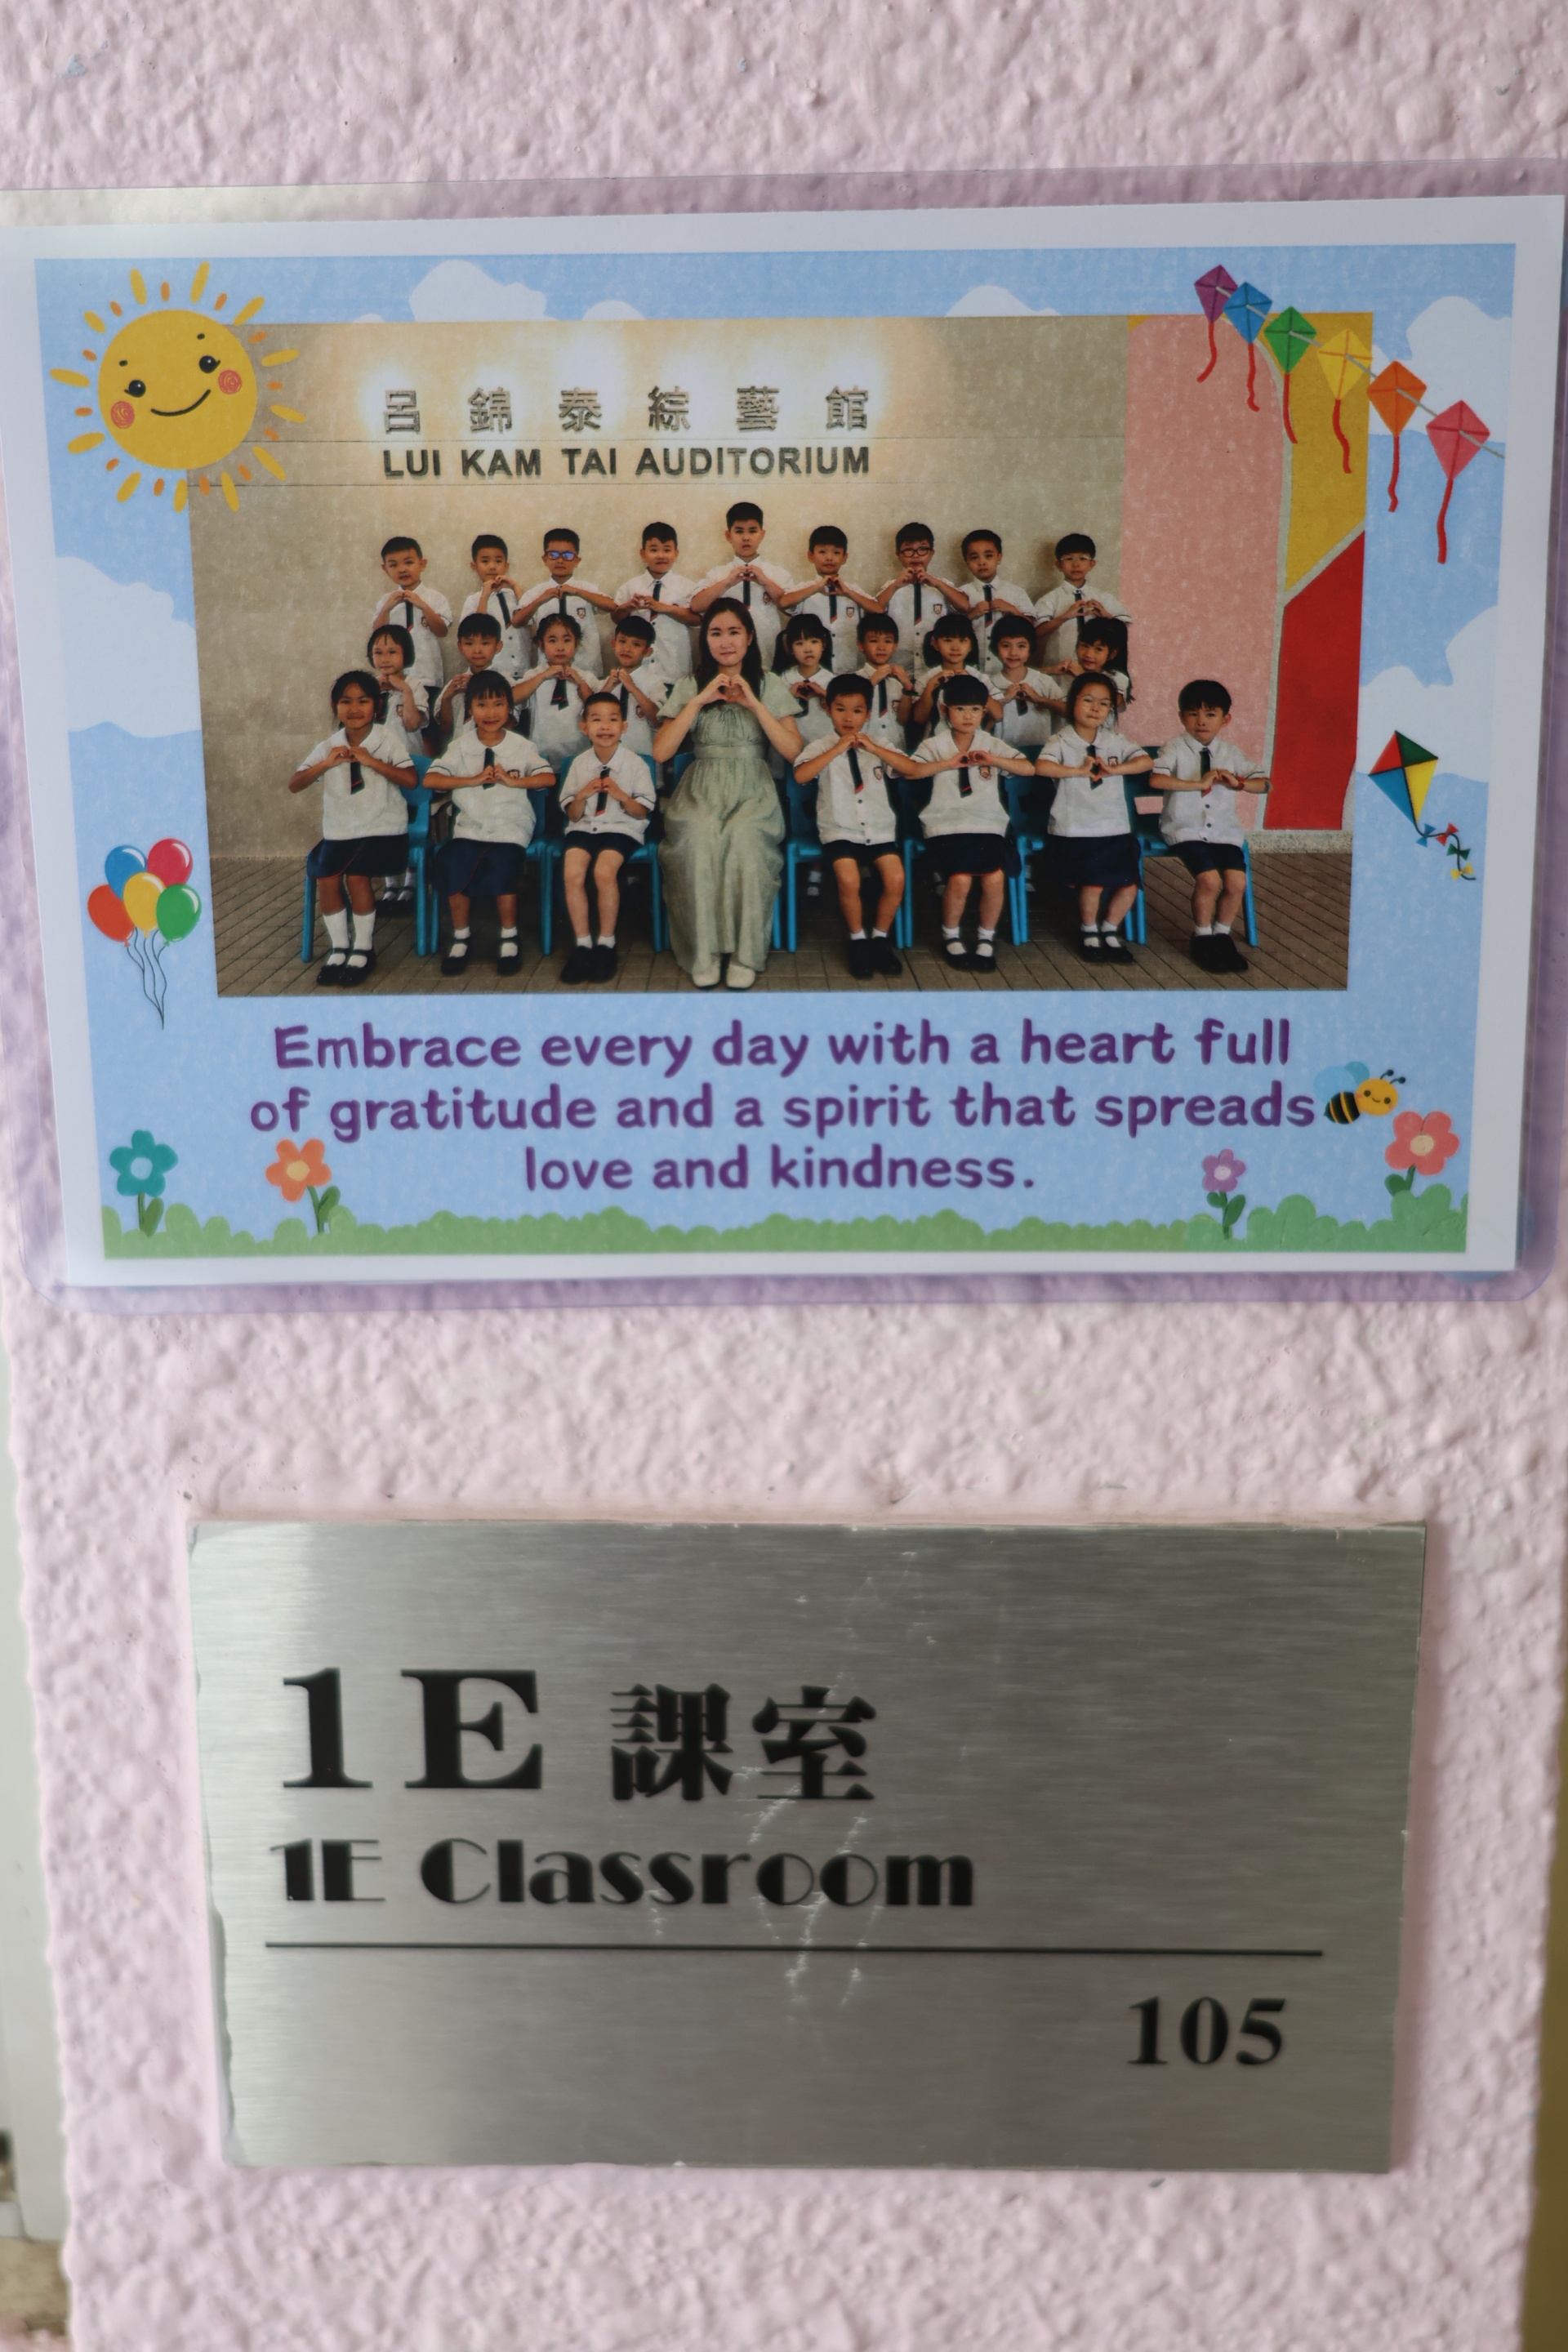 呂錦泰綜藝館
LUI KAM TAI AUDITORIUM
Embrace every day with a heart full
of gratitude and a spirit that spreads
love and kindness.
1E 課室
1E Classroom
105